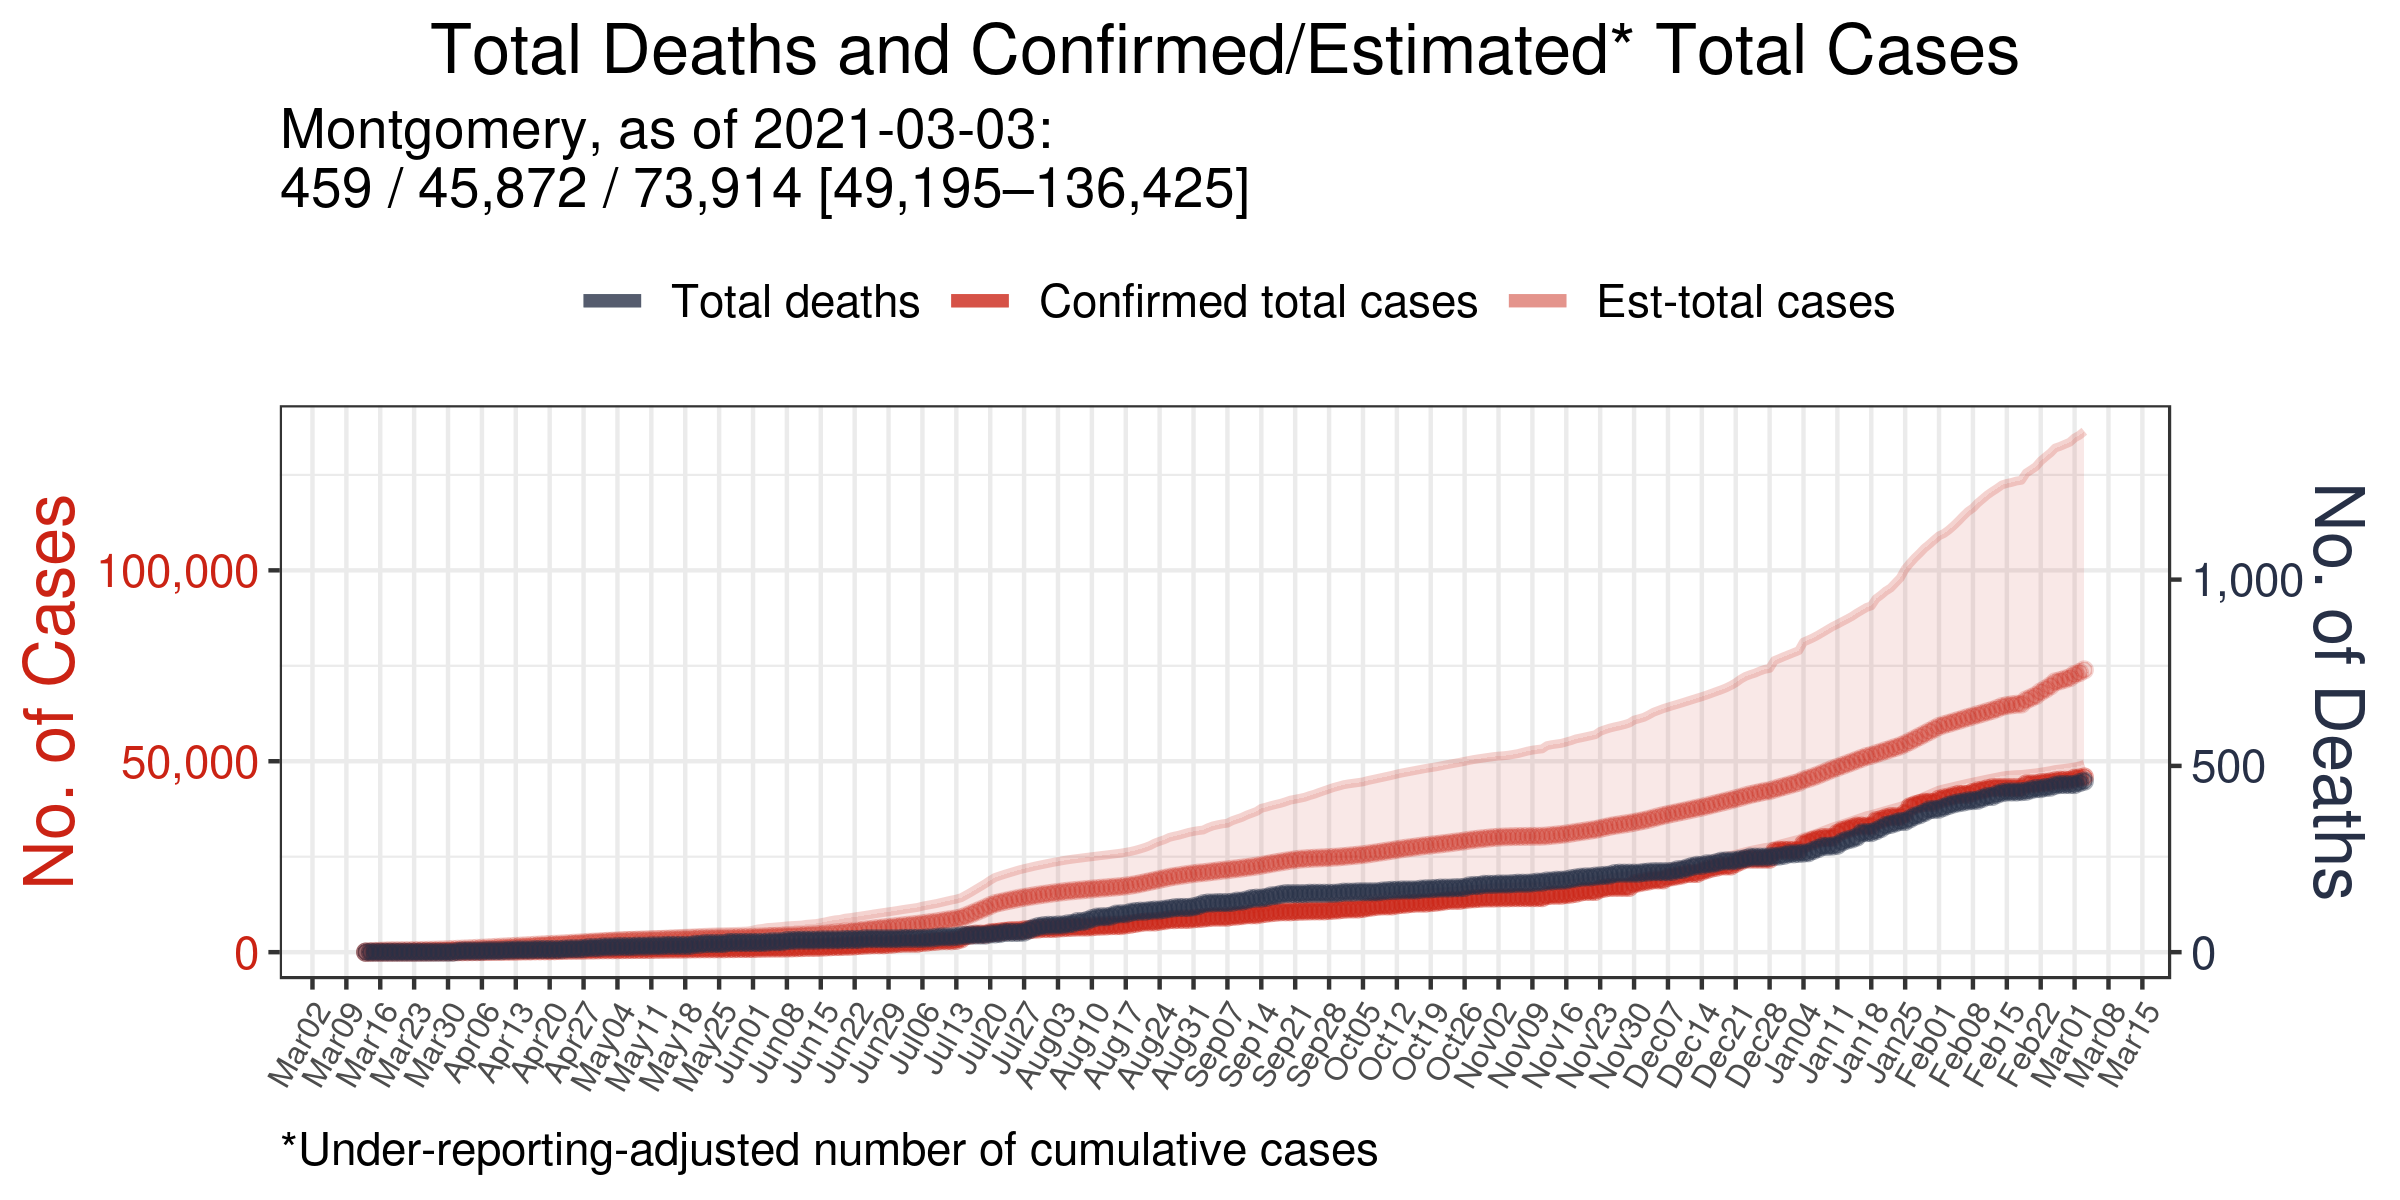 Total Deaths and Confirmed/Estimated* Total Cases
Montgomery, as of 2021-03-03:
459 / 45,872 / 73,914 [49,195–136,425]
Total deaths
Confirmed total cases
Est-total cases
No. of Cases
100,000
50,000
0
1,000
500
0
No. of Deaths
Mar02
Mar09
Mar16
Mar23
Mar30
Apr06
Apr13
Apr20
Apr27
May04
May11
May18
May25
Jun01
Jun08
Jun15
Jun22
Jun29
Jul06
Jul13
Jul20
Jul27
Aug03
Aug10
Aug17
Aug24
Aug31
Sep07
Sep14
Sep21
Sep28
Oct05
Oct12
Oct19
Oct26
Nov02
Nov09
Nov16
Nov23
Nov30
Dec07
Dec14
Dec21
Dec28
Jan04
Jan11
Jan18
Jan25
Feb01
Feb08
Feb15
Feb22
Mar01
Mar08
Mar15
*Under-reporting-adjusted number of cumulative cases